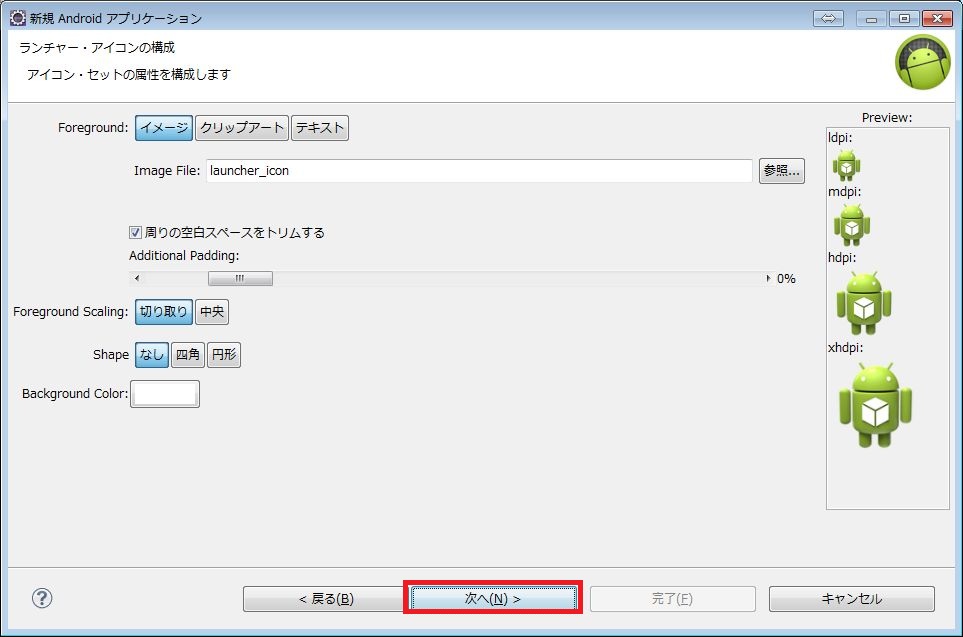 新規 Android アプリケーション
ランチャー・アイコンの構成
アイコン・セットの属性を構成します
Foreground: イメージ クリップアート テキスト
Image File: launcher_icon 参照...
周りの空白スペースをトリムする
Additional Padding:
0%
Foreground Scaling: 切り取り 中央
Shape なし 四角 円形
Background Color:
Preview:
ldpi:
mdpi:
hdpi:
xhdpi:
? < 戻る(B) 次へ(N) > 完了(F) キャンセル